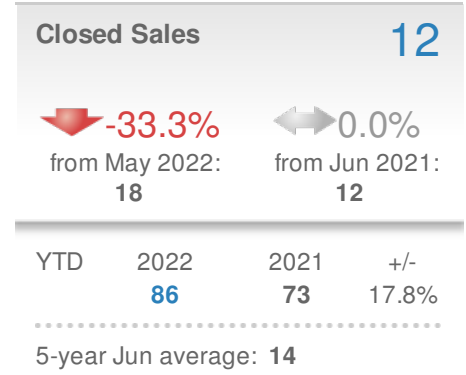 Closed Sales 12
-33.3% 0.0%
from May 2022: from Jun 2021:
18 12
YTD 2022 2021 +/-
86 73 17.8%
5-year Jun average: 14